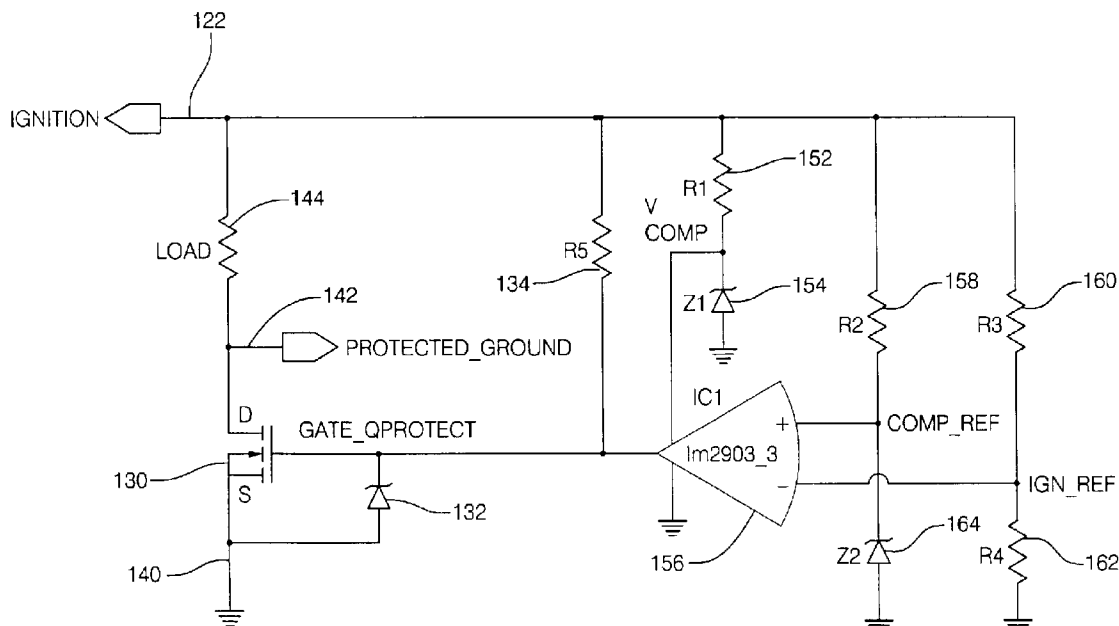 122
IGNITION
144
LOAD
142
PROTECTED_GROUND
R5
134
V
COMP
R1
152
Z1
154
R2
158
R3
160
IC1
+
lm2903_3
−
COMP_REF
IGN_REF
GATE_QPROTECT
D
S
130
132
140
156
Z2
164
R4
162